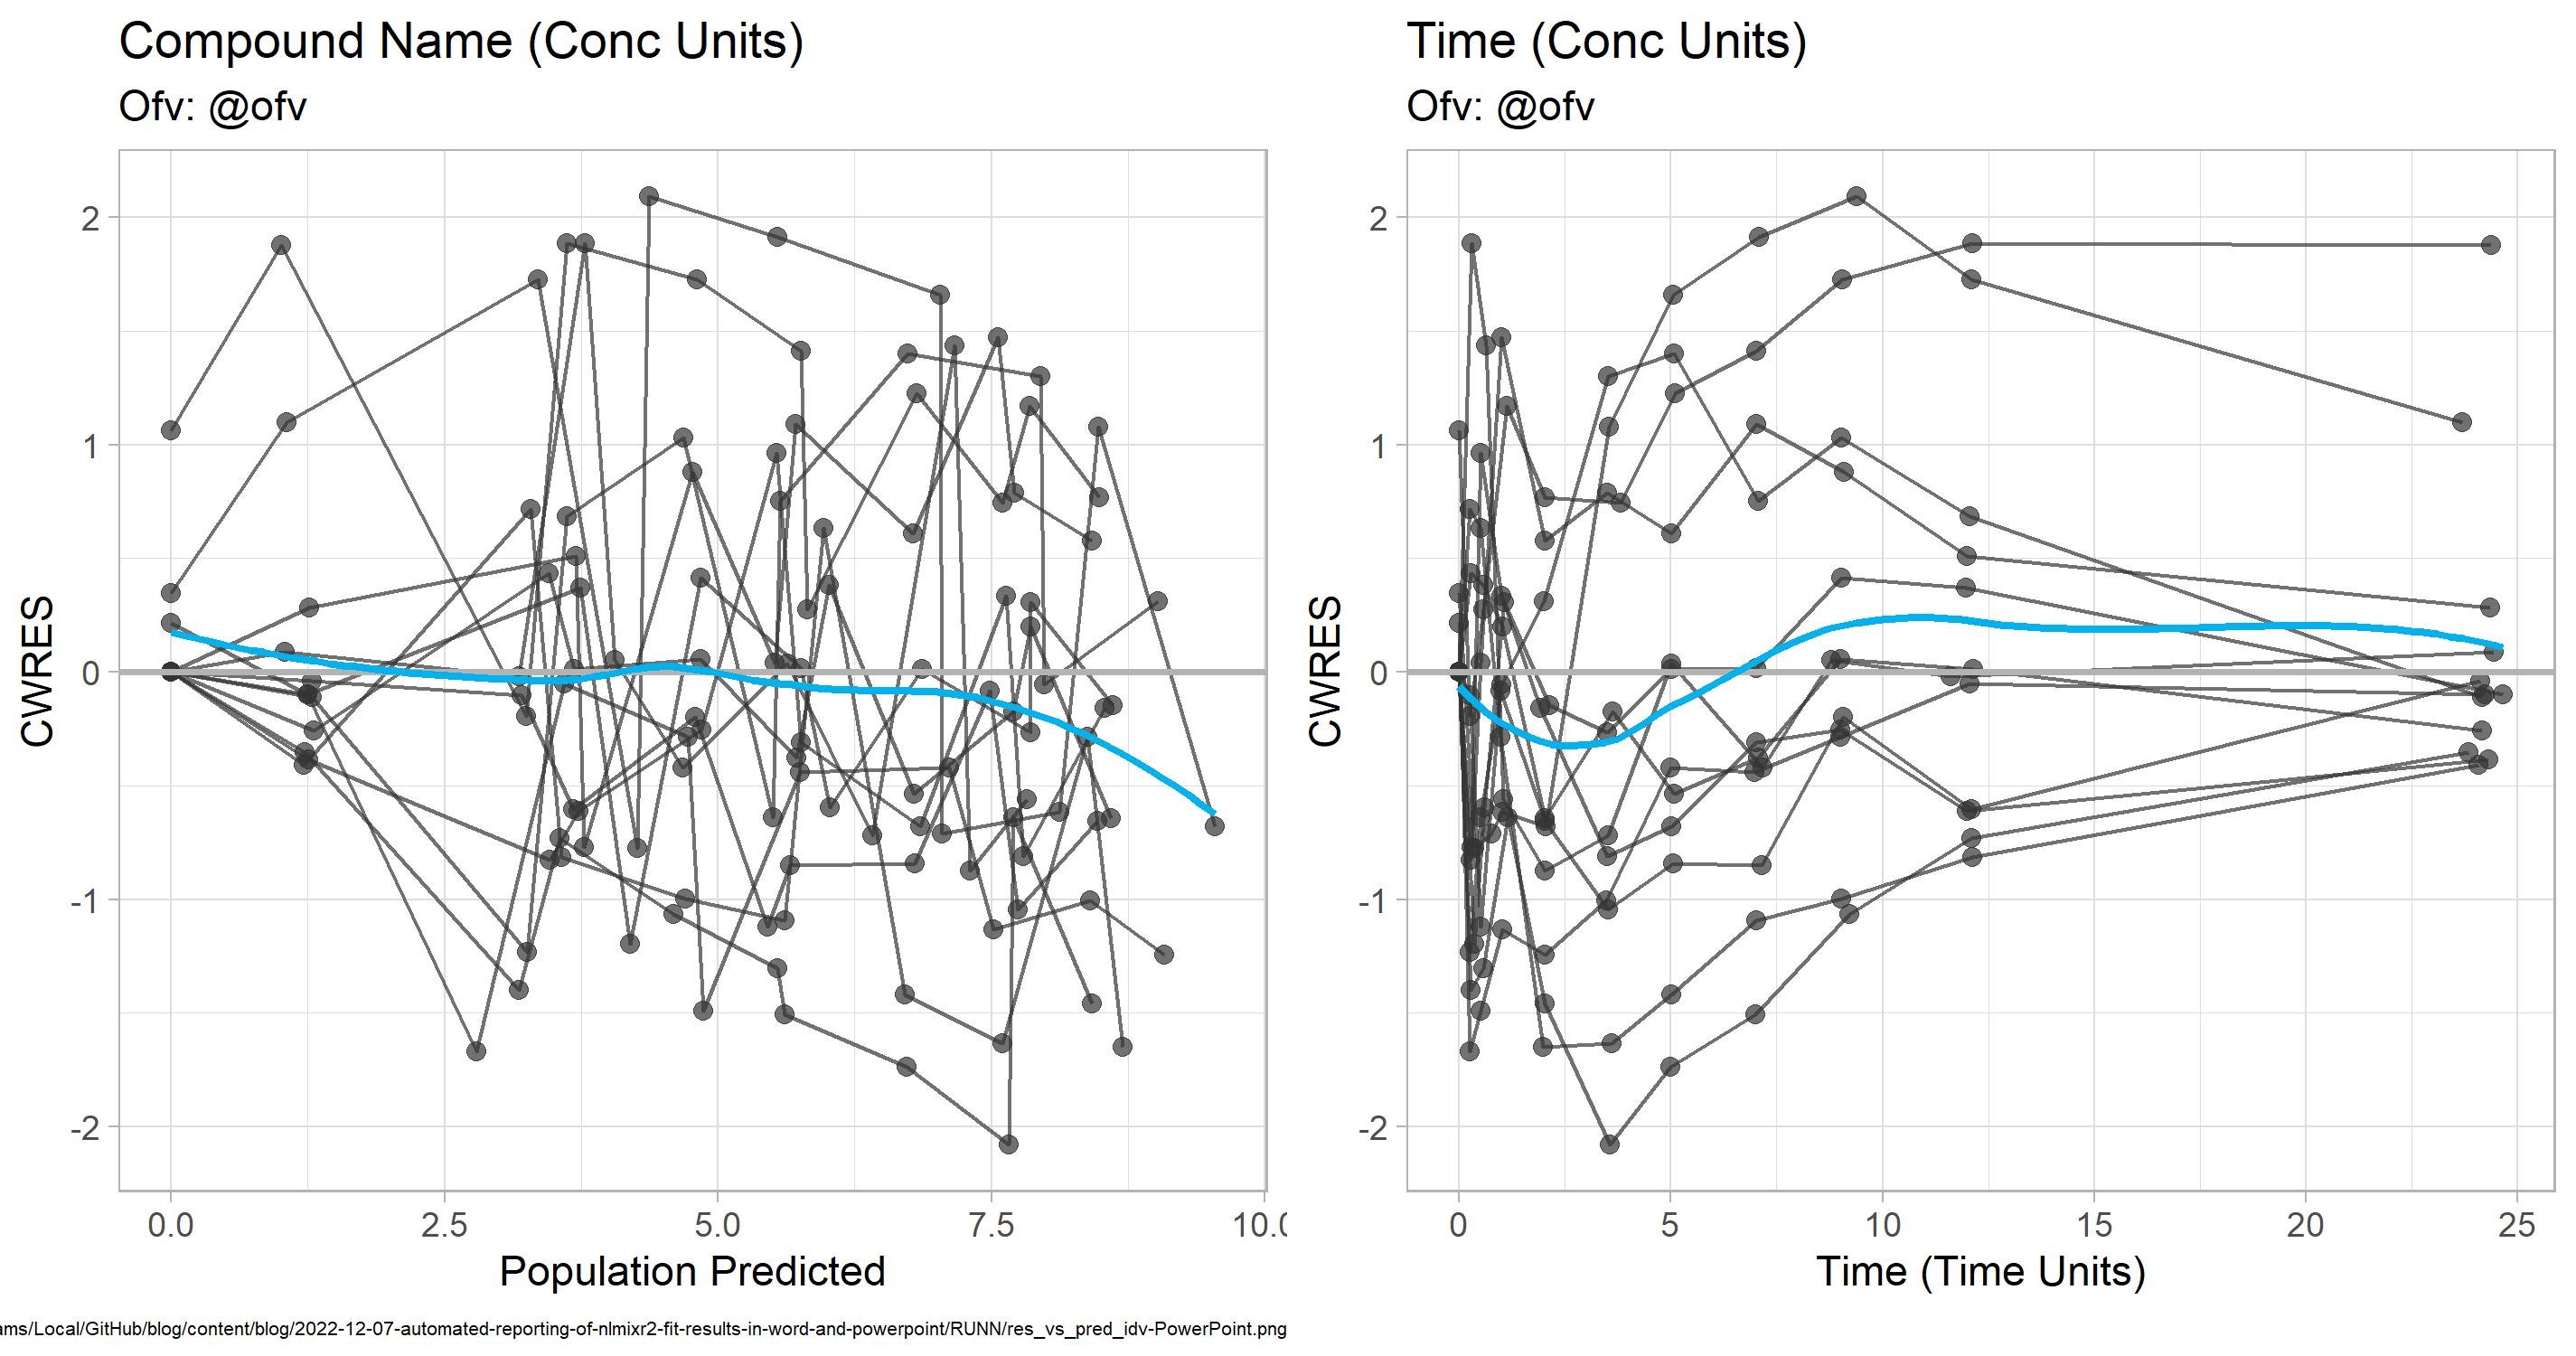 Compound Name (Conc Units)
Ofv: @ofv
CWRES
2
1
0
-1
-2
0.0
2.5
5.0
7.5
10.0
Population Predicted
Time (Conc Units)
Ofv: @ofv
CWRES
2
1
0
-1
-2
0
5
10
15
20
25
Time (Time Units)
ams/Local/GitHub/blog/content/blog/2022-12-07-automated-reporting-of-nlmixr2-fit-results-in-word-and-powerpoint/RUNN/res_vs_pred_idv-PowerPoint.png